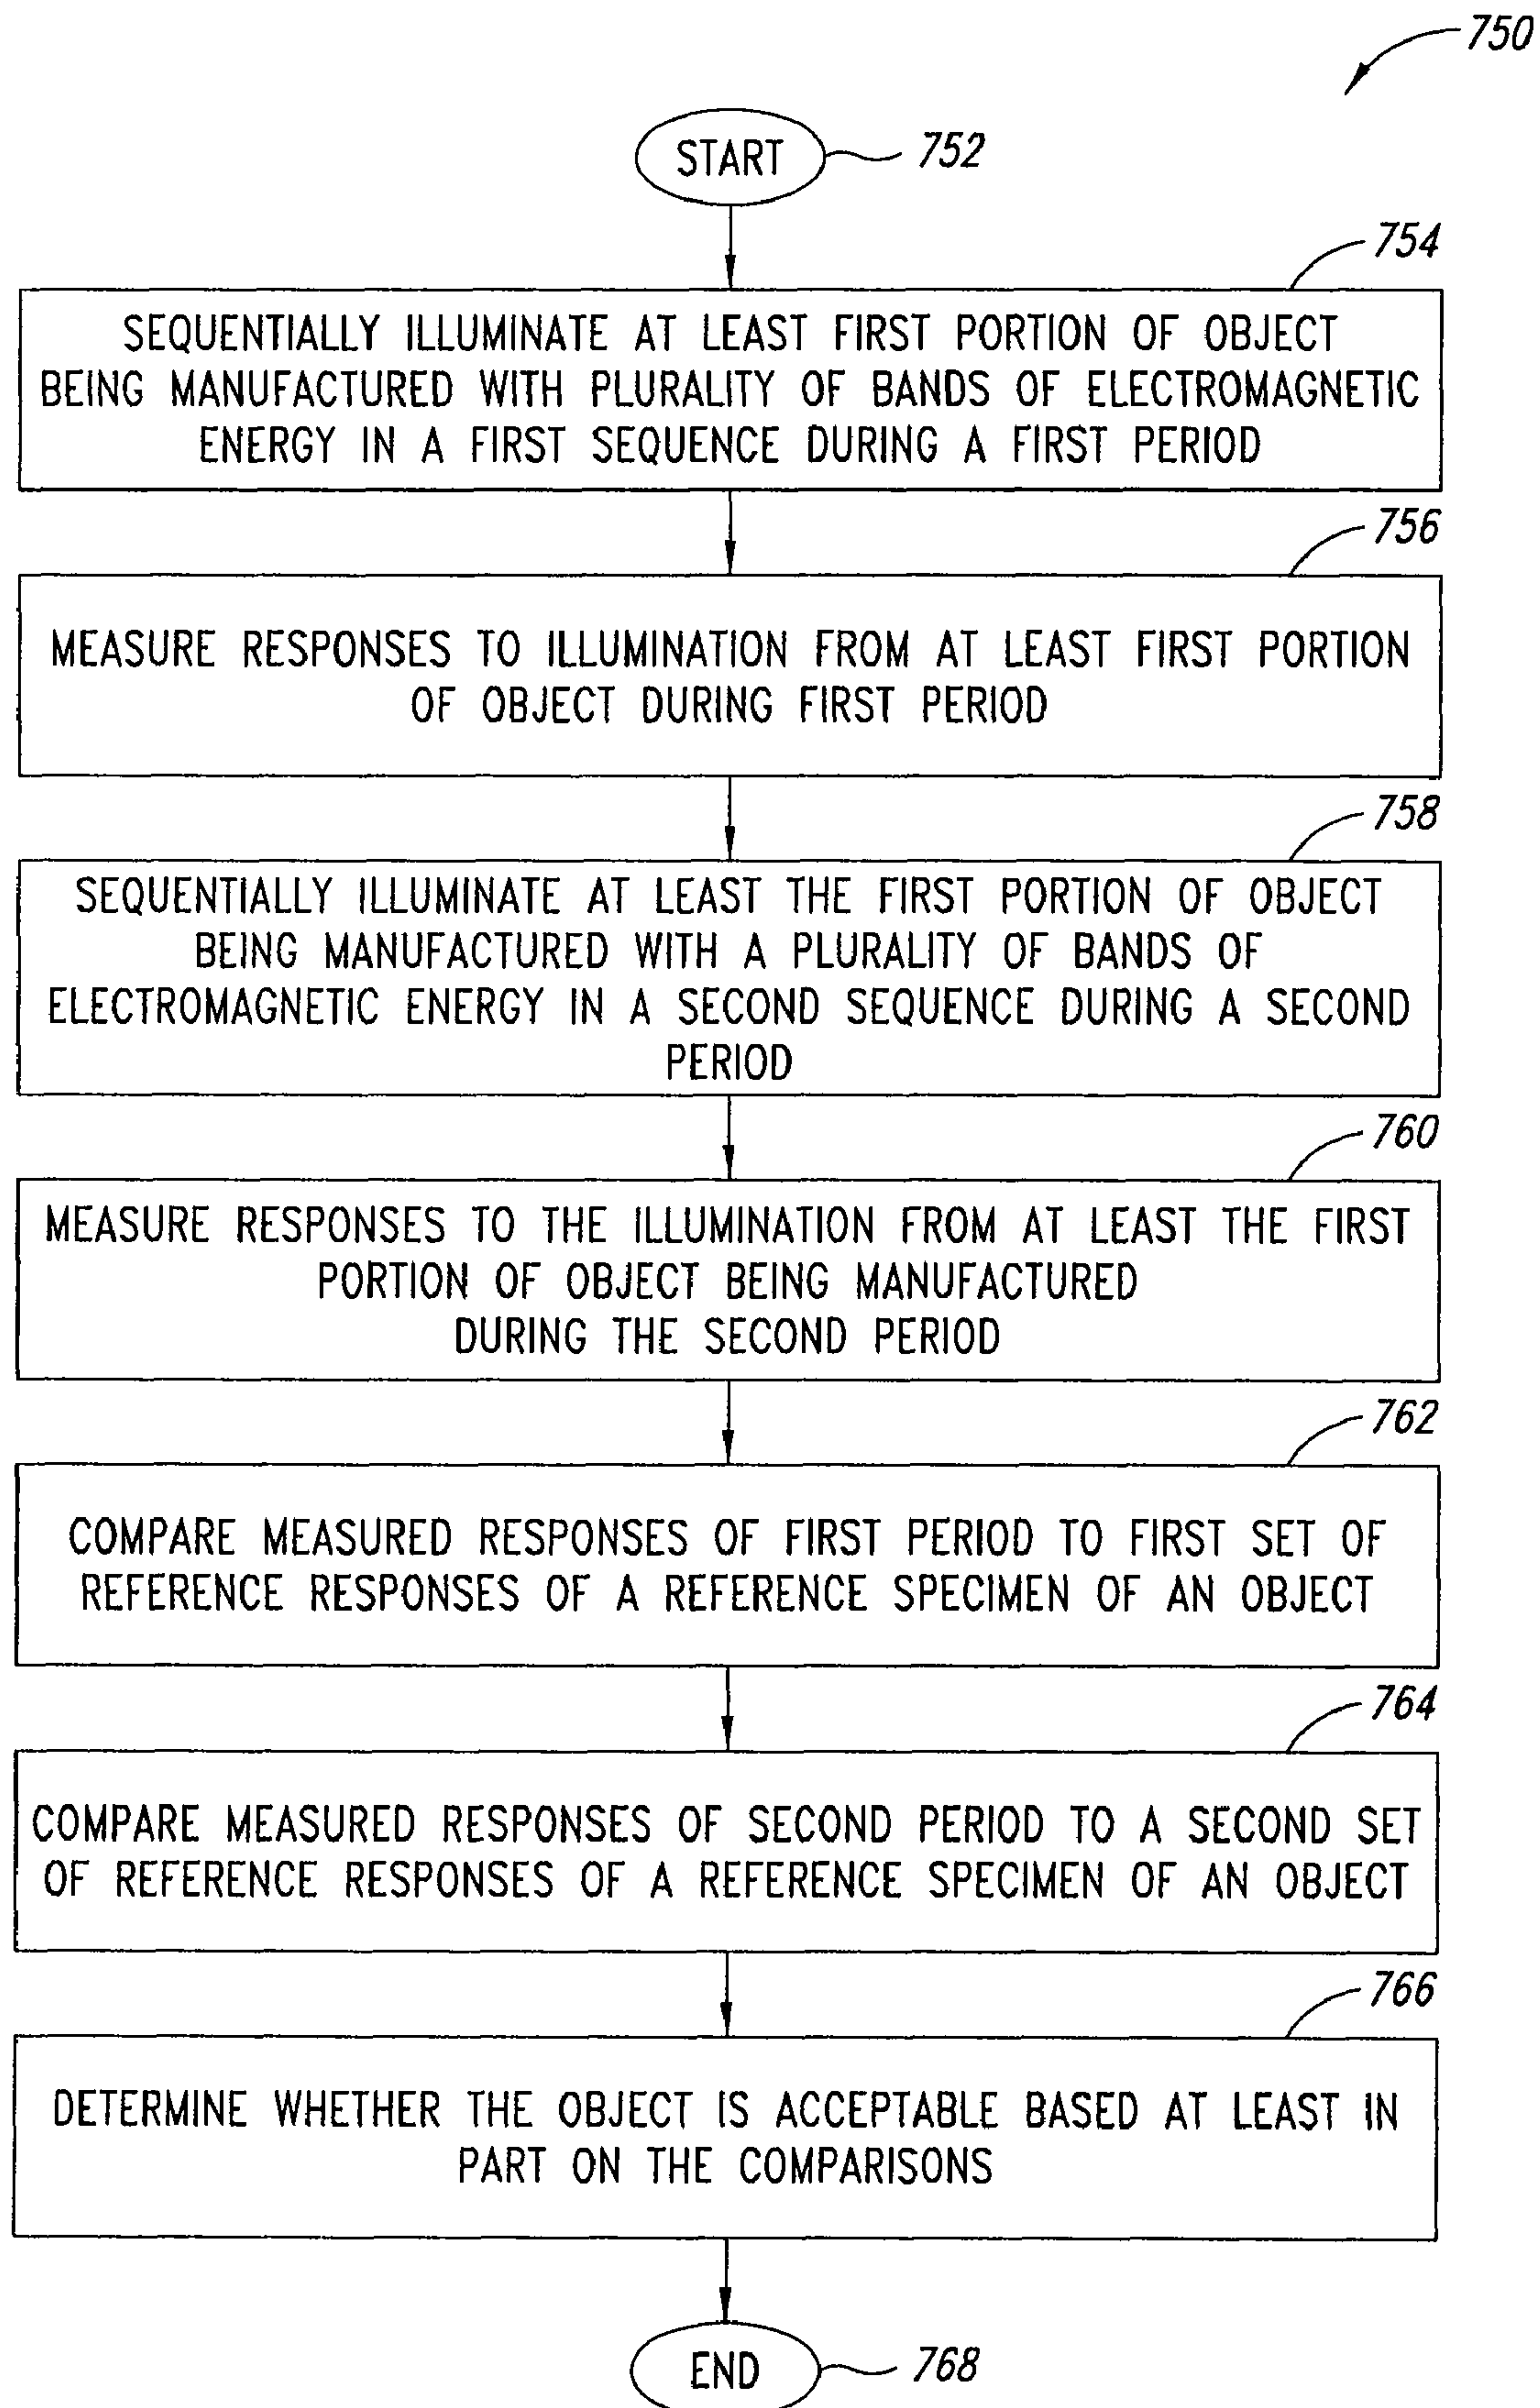 750
START
752
754
SEQUENTIALLY ILLUMINATE AT LEAST FIRST PORTION OF OBJECT
BEING MANUFACTURED WITH PLURALITY OF BANDS OF ELECTROMAGNETIC
ENERGY IN A FIRST SEQUENCE DURING A FIRST PERIOD
756
MEASURE RESPONSES TO ILLUMINATION FROM AT LEAST FIRST PORTION
OF OBJECT DURING FIRST PERIOD
758
SEQUENTIALLY ILLUMINATE AT LEAST THE FIRST PORTION OF OBJECT
BEING MANUFACTURED WITH A PLURALITY OF BANDS OF
ELECTROMAGNETIC ENERGY IN A SECOND SEQUENCE DURING A SECOND
PERIOD
760
MEASURE RESPONSES TO THE ILLUMINATION FROM AT LEAST THE FIRST
PORTION OF OBJECT BEING MANUFACTURED
DURING THE SECOND PERIOD
762
COMPARE MEASURED RESPONSES OF FIRST PERIOD TO FIRST SET OF
REFERENCE RESPONSES OF A REFERENCE SPECIMEN OF AN OBJECT
764
COMPARE MEASURED RESPONSES OF SECOND PERIOD TO A SECOND SET
OF REFERENCE RESPONSES OF A REFERENCE SPECIMEN OF AN OBJECT
766
DETERMINE WHETHER THE OBJECT IS ACCEPTABLE BASED AT LEAST IN
PART ON THE COMPARISONS
END
768